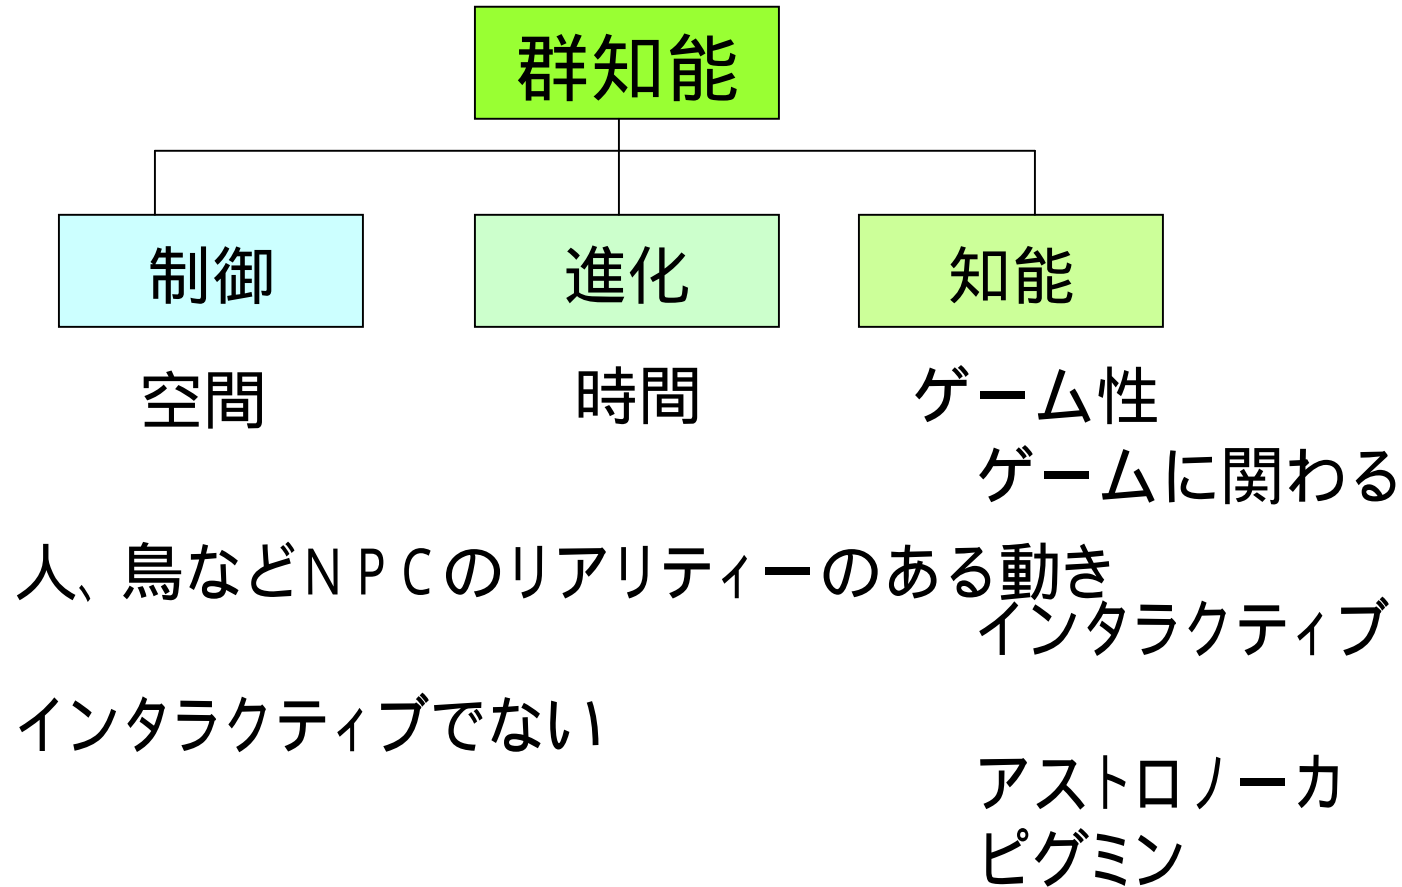 群知能
制御
進化
知能
空間
時間
ゲーム性
ゲームに関わる
人、鳥などＮＰＣのリアリティーのある動き
インタラクティブ
インタラクティブでない
アストロノーカ
ピグミン